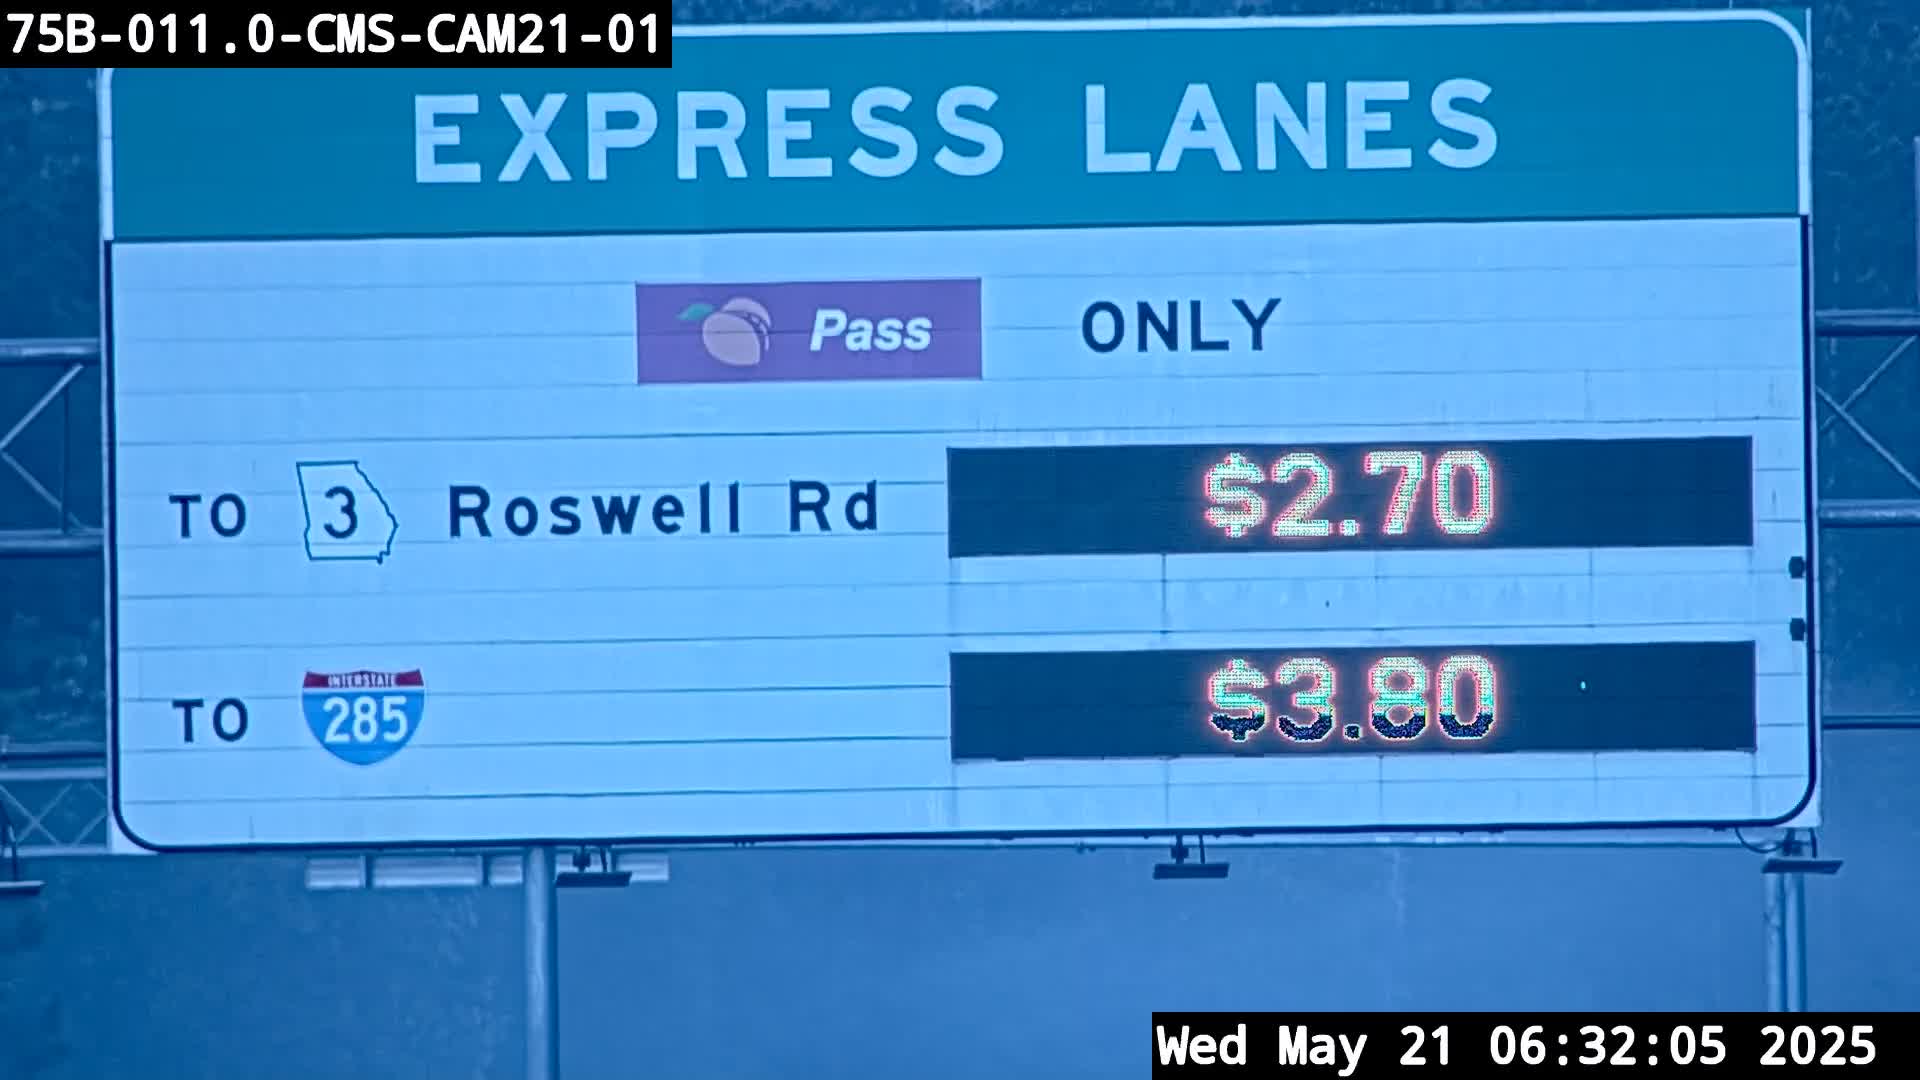 75B-011.0-CMS-CAM21-01
EXPRESS LANES
Pass ONLY
TO 3 Roswell Rd $2.70
TO INTERSTATE 285 $3.80
Wed May 21 06:32:05 2025